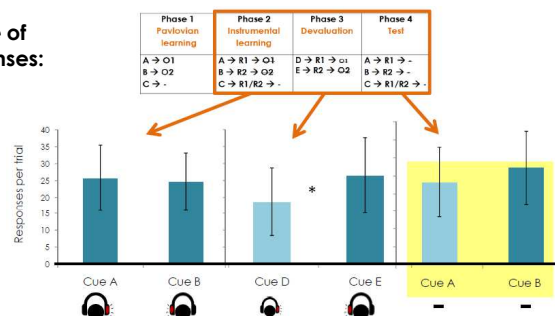 e of
nses:
Phase 1 Phase 2 Phase 3 Phase 4
Pavlovian Instrumental Devaluation Test
learning learning
A → O1 A → R1 → O1 D → R1 → O1 A → R1 → -
B → O2 B → R2 → O2 E → R2 → O2 B → R2 → -
C → - C → R1/R2 → - C → R1/R2 → -
Responses per trial
40
35
30
25
20
15
10
5
0
*
Cue A Cue B Cue D Cue E Cue A Cue B
- -